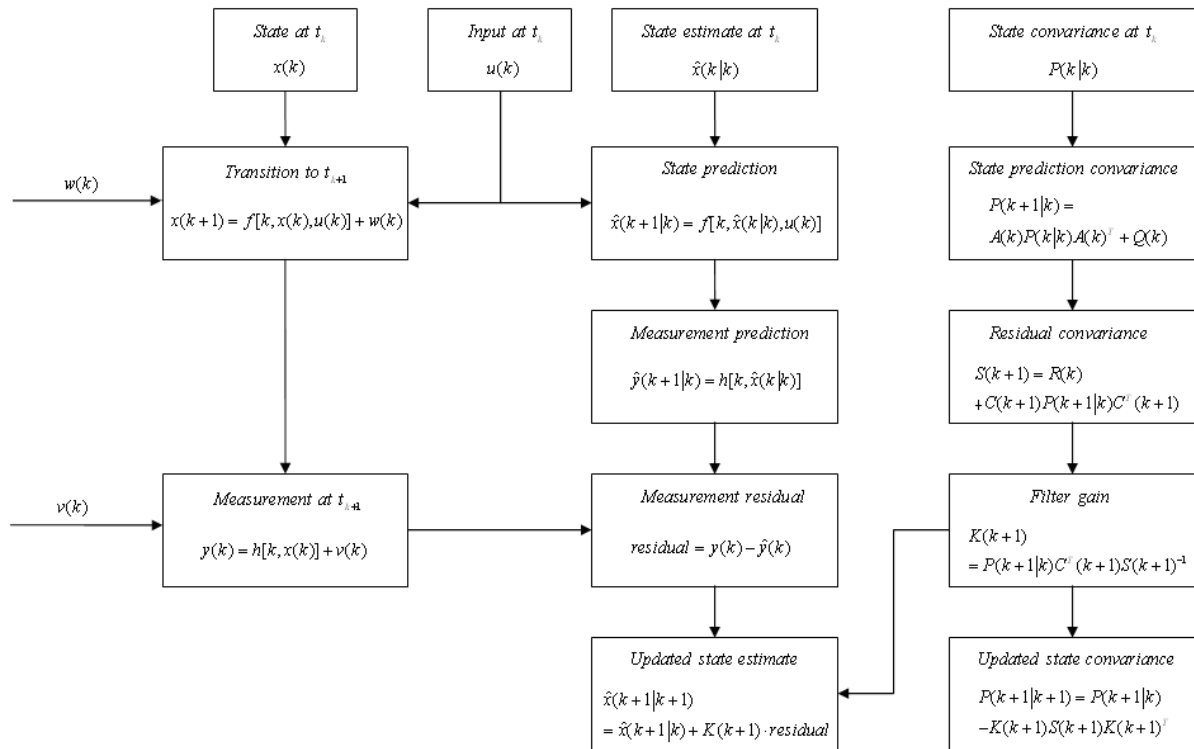 State at t_k
x(k)
Input at t_k
u(k)
State estimate at t_k
x̂(k|k)
State convariance at t_k
P(k|k)
w(k)
Transition to t_{k+1}
x(k+1) = f[k, x(k), u(k)] + w(k)
State prediction
x̂(k+1|k) = f[k, x̂(k|k), u(k)]
State prediction convariance
P(k+1|k) =
A(k)P(k|k)A(k)^T + Q(k)
Measurement prediction
ŷ(k+1|k) = h[k, x̂(k|k)]
Residual convariance
S(k+1) = R(k)
+C(k+1)P(k+1|k)C^T(k+1)
v(k)
Measurement at t_{k+1}
y(k) = h[k, x(k)] + v(k)
Measurement residual
residual = y(k) − ŷ(k)
Filter gain
K(k+1)
= P(k+1|k)C^T(k+1)S(k+1)^{-1}
Updated state estimate
x̂(k+1|k+1)
= x̂(k+1|k) + K(k+1)·residual
Updated state convariance
P(k+1|k+1) = P(k+1|k)
−K(k+1)S(k+1)K(k+1)^T